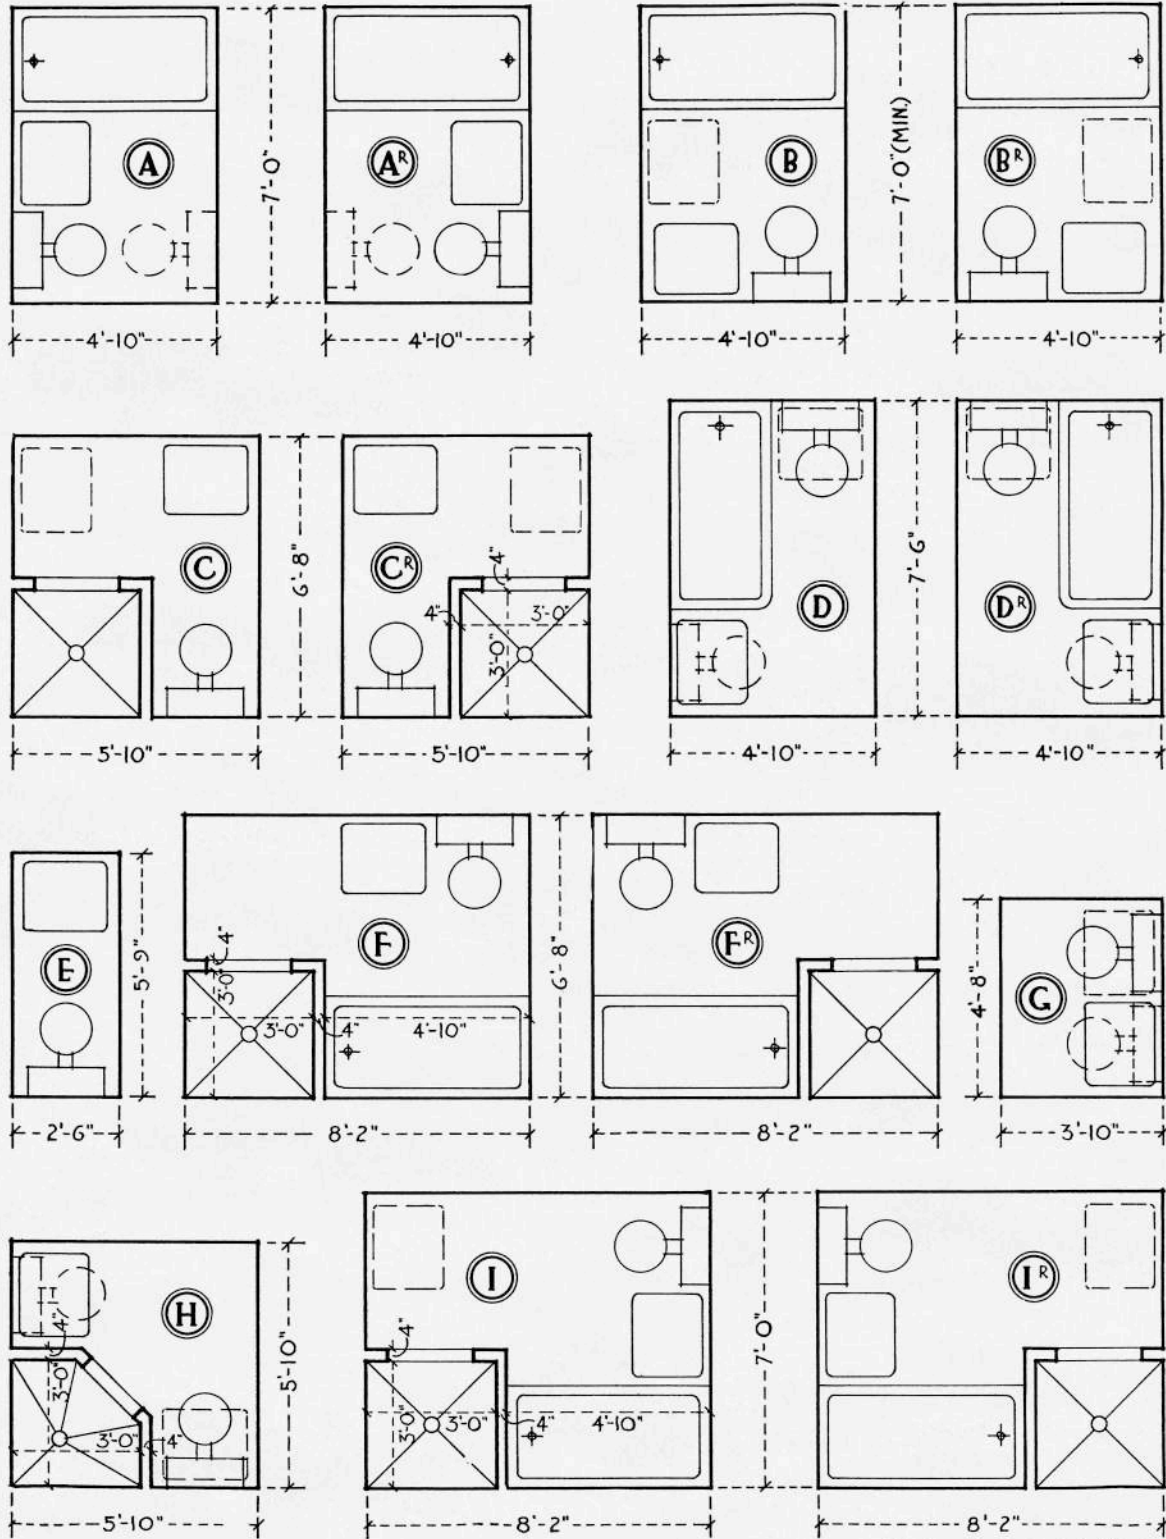 A
7'-0"
A R
B
7'-0"(MIN.)
B R
4'-10"
4'-10"
4'-10"
4'-10"
C
6'-8"
C R
4"
4"
3'-0"
3'-0"
D
7'-6"
D R
5'-10"
5'-10"
4'-10"
4'-10"
E
5'-9"
F
4"
3'-0"
3'-0"
4"
4'-10"
6'-8"
F R
4'-8"
G
2'-6"
8'-2"
8'-2"
3'-10"
H
4"
3'-0"
3'-0"
4"
5'-10"
I
4"
3'-0"
3'-0"
4"
4'-10"
7'-0"
I R
5'-10"
8'-2"
8'-2"